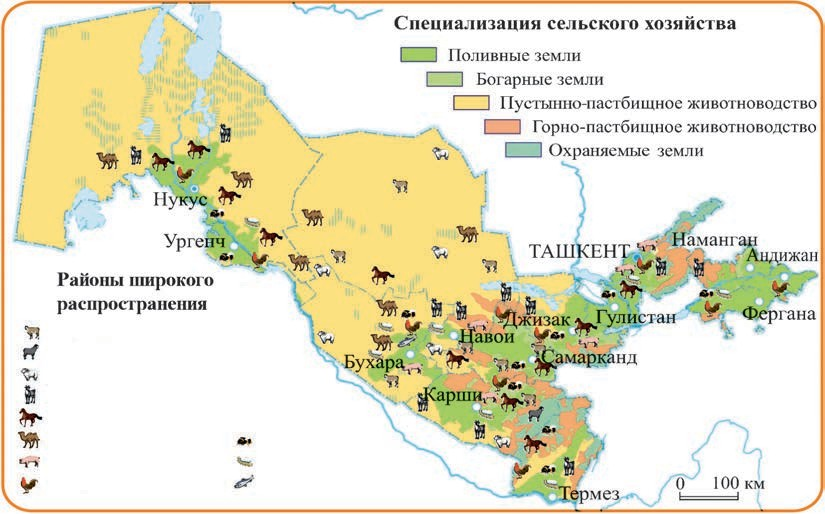 Специализация сельского хозяйства
Поливные земли
Богарные земли
Пустынно-пастбищное животноводство
Горно-пастбищное животноводство
Охраняемые земли
Нукус
Ургенч
ТАШКЕНТ
Наманган
Андижан
Районы широкого
распространения
Джизак
Гулистан
Фергана
Навои
Бухара
Самарканд
Карши
Термез
0 100 км